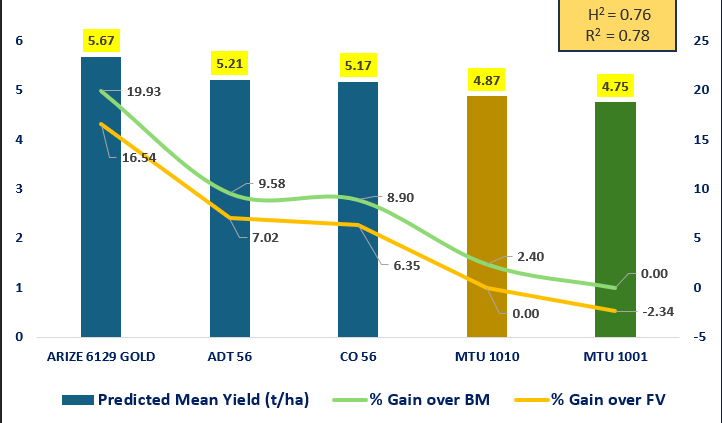 H² = 0.76
R² = 0.78
6
5
4
3
2
1
0
5.67
5.21
5.17
4.87
4.75
19.93
16.54
9.58
7.02
8.90
6.35
2.40
0.00
0.00
-2.34
25
20
15
10
5
0
-5
ARIZE 6129 GOLD
ADT 56
CO 56
MTU 1010
MTU 1001
Predicted Mean Yield (t/ha)
% Gain over BM
% Gain over FV